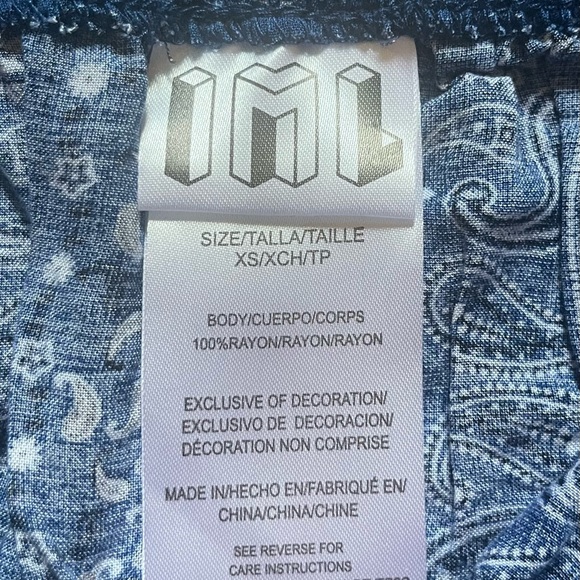 IML
SIZE/TALLA/TAILLE
XS/XCH/TP
BODY/CUERPO/CORPS
100%RAYON/RAYON/RAYON
EXCLUSIVE OF DECORATION/
EXCLUSIVO DE DECORACION/
DÉCORATION NON COMPRISE
MADE IN/HECHO EN/FABRIQUÉ EN/
CHINA/CHINA/CHINE
SEE REVERSE FOR
CARE INSTRUCTIONS